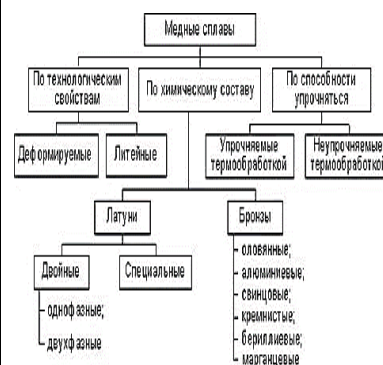 Медные сплавы
По технологическим
свойствам
По химическому составу
По способности
упрочняться
Деформируемые
Литейные
Упрочняемые
термообработкой
Неупрочняемые
термообработкой
Латуни
Бронзы
Двойные
Специальные
– однофазные;
– двухфазные
– оловянные;
– алюминиевые;
– свинцовые;
– кремнистые;
– бериллиевые;
– марганцевые